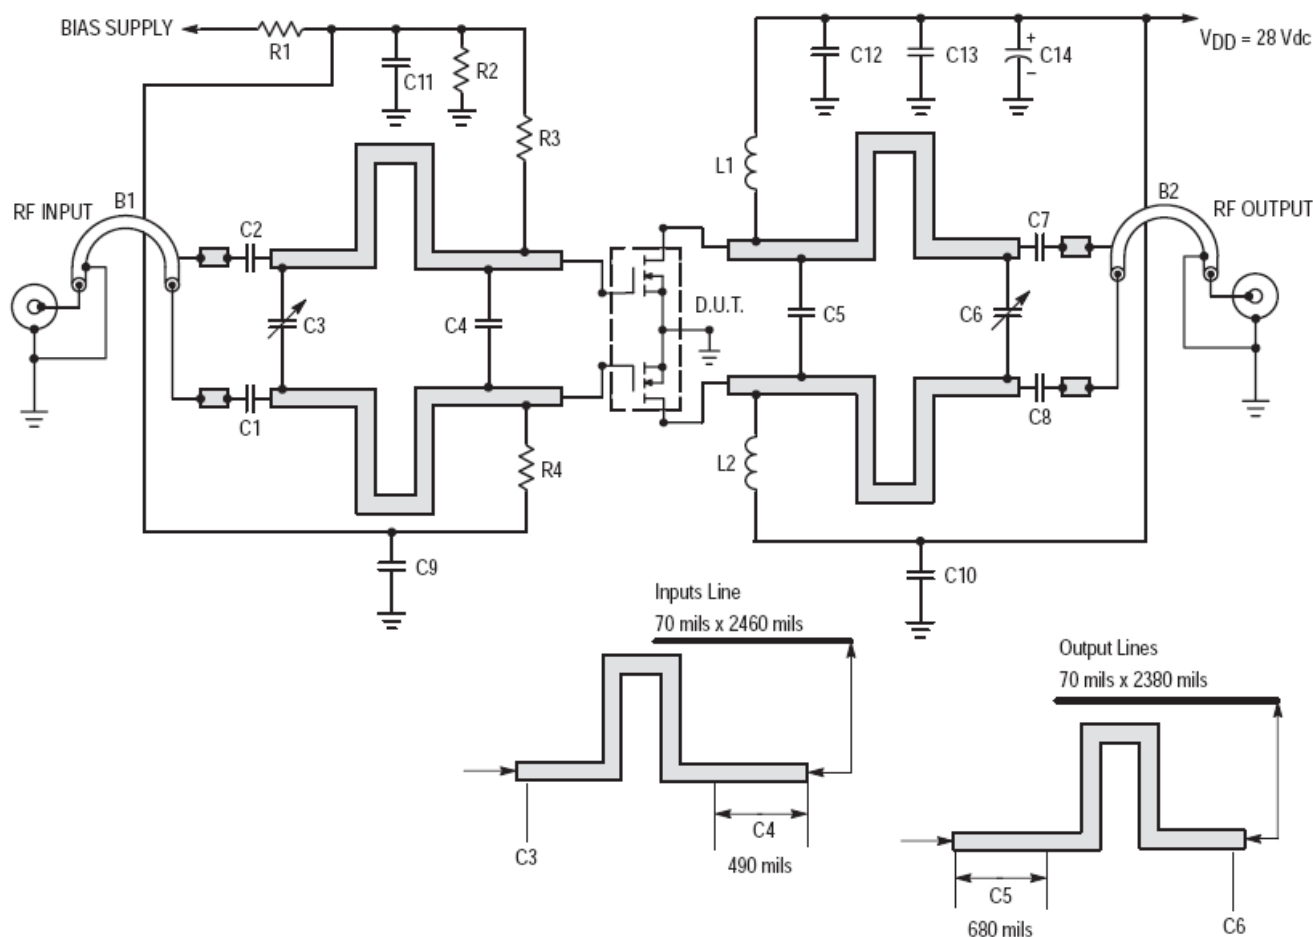 BIAS SUPPLY
R1
C11
R2
R3
C12
C13
+
C14
−
VDD = 28 Vdc
L1
B1
RF INPUT
C2
B2
RF OUTPUT
C7
C3
C4
D.U.T.
C5
C6
C1
C8
R4
L2
C9
C10
Inputs Line
70 mils x 2460 mils
Output Lines
70 mils x 2380 mils
C4
C3
490 mils
C5
680 mils
C6